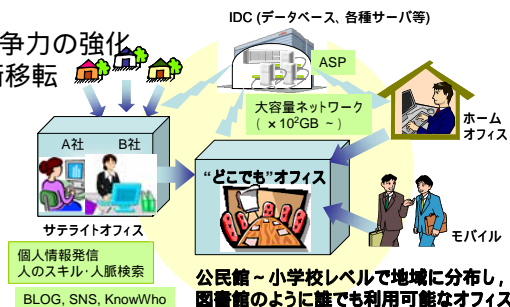 IDC (データベース、各種サーバ等)
争力の強化
術移転
ASP
大容量ネットワーク
( ×10²GB ~ )
ホーム
オフィス
A社 B社
“どこでも”オフィス
サテライトオフィス
モバイル
個人情報発信
人のスキル・人脈検索
BLOG, SNS, KnowWho
公民館~小学校レベルで地域に分布し,
図書館のように誰でも利用可能なオフィス